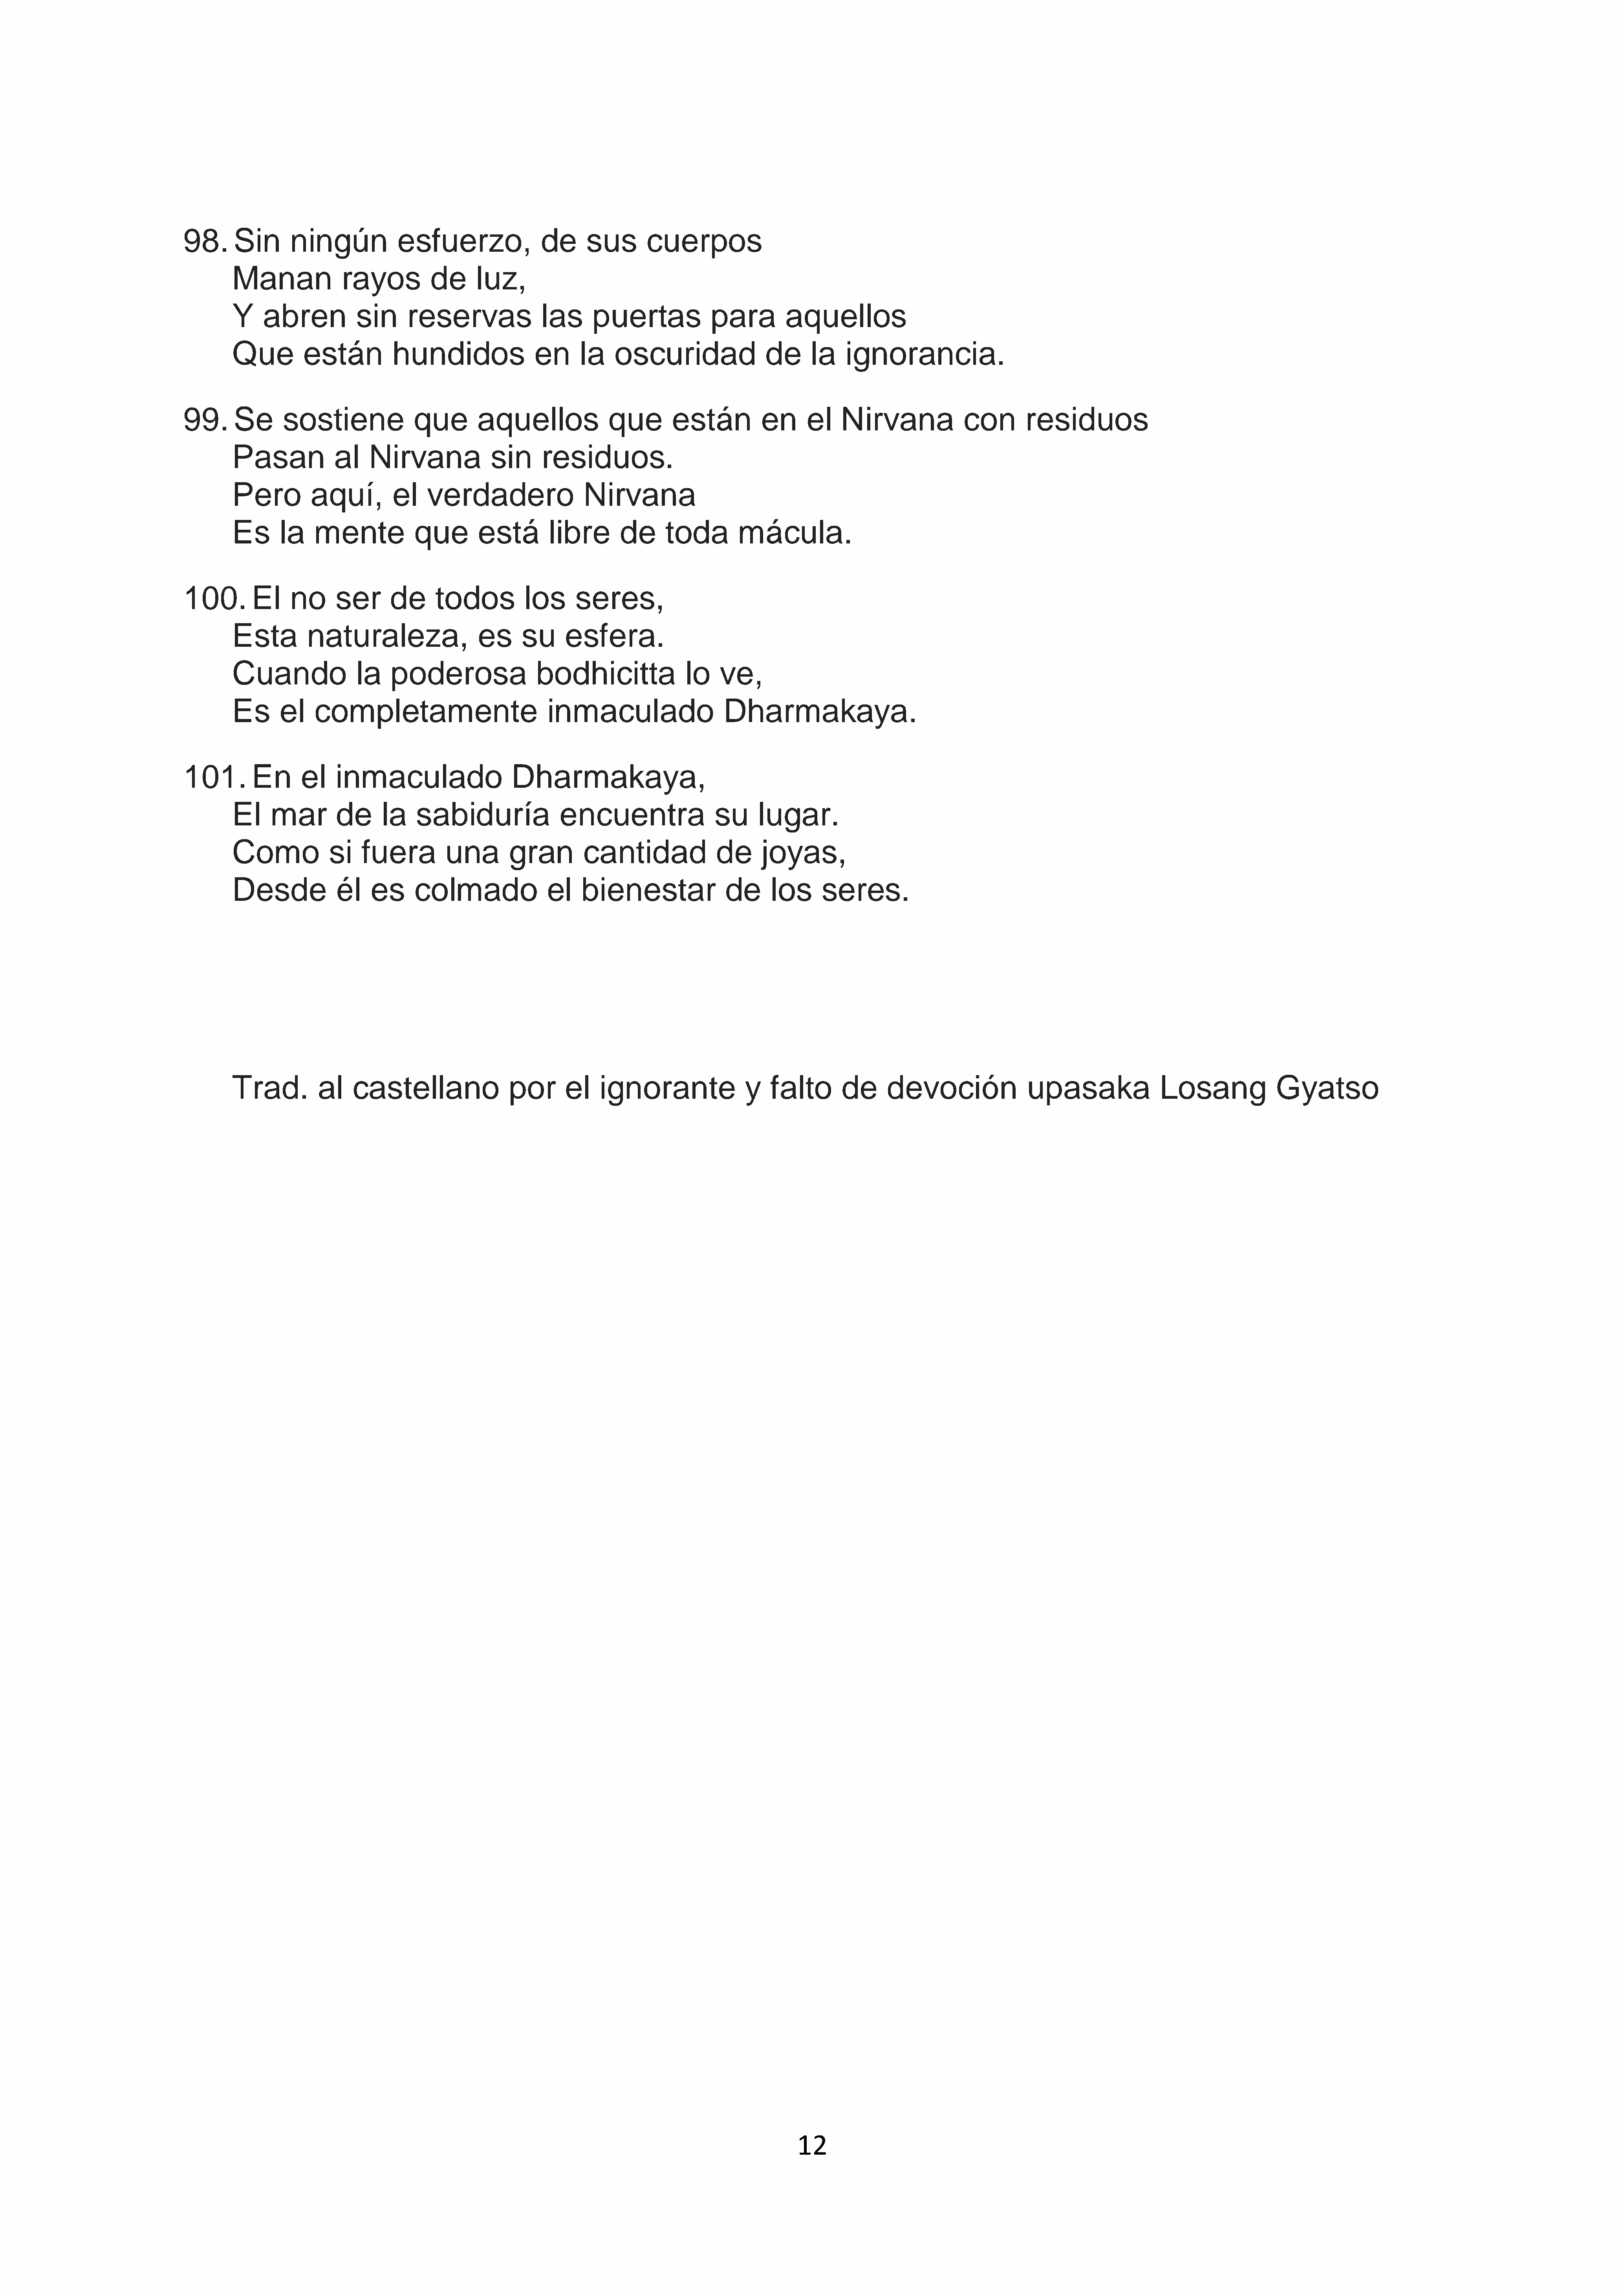 98. Sin ningún esfuerzo, de sus cuerpos
Manan rayos de luz,
Y abren sin reservas las puertas para aquellos
Que están hundidos en la oscuridad de la ignorancia.
99. Se sostiene que aquellos que están en el Nirvana con residuos
Pasan al Nirvana sin residuos.
Pero aquí, el verdadero Nirvana
Es la mente que está libre de toda mácula.
100. El no ser de todos los seres,
Esta naturaleza, es su esfera.
Cuando la poderosa bodhicitta lo ve,
Es el completamente inmaculado Dharmakaya.
101. En el inmaculado Dharmakaya,
El mar de la sabiduría encuentra su lugar.
Como si fuera una gran cantidad de joyas,
Desde él es colmado el bienestar de los seres.
Trad. al castellano por el ignorante y falto de devoción upasaka Losang Gyatso
12